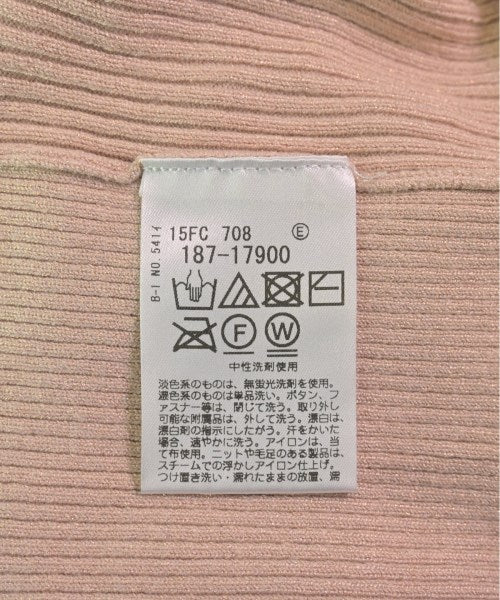 15FC 708 Ⓔ
187-17900
B-I NO.5414
F W
中性洗剤使用
淡色系のものは、無蛍光洗剤を使用。
濃色系のものは単品洗い。ボタン、フ
ァスナー等は、閉じて洗う。取り外し
可能な附属品は、外して洗う。漂白は、
漂白剤の指示にしたがう。汗をかいた
場合、速やかに洗う。アイロンは、当
て布使用。ニットや毛足のある製品は、
スチームでの浮かしアイロン仕上げ。
つけ置き洗い・濡れたままの放置、濡